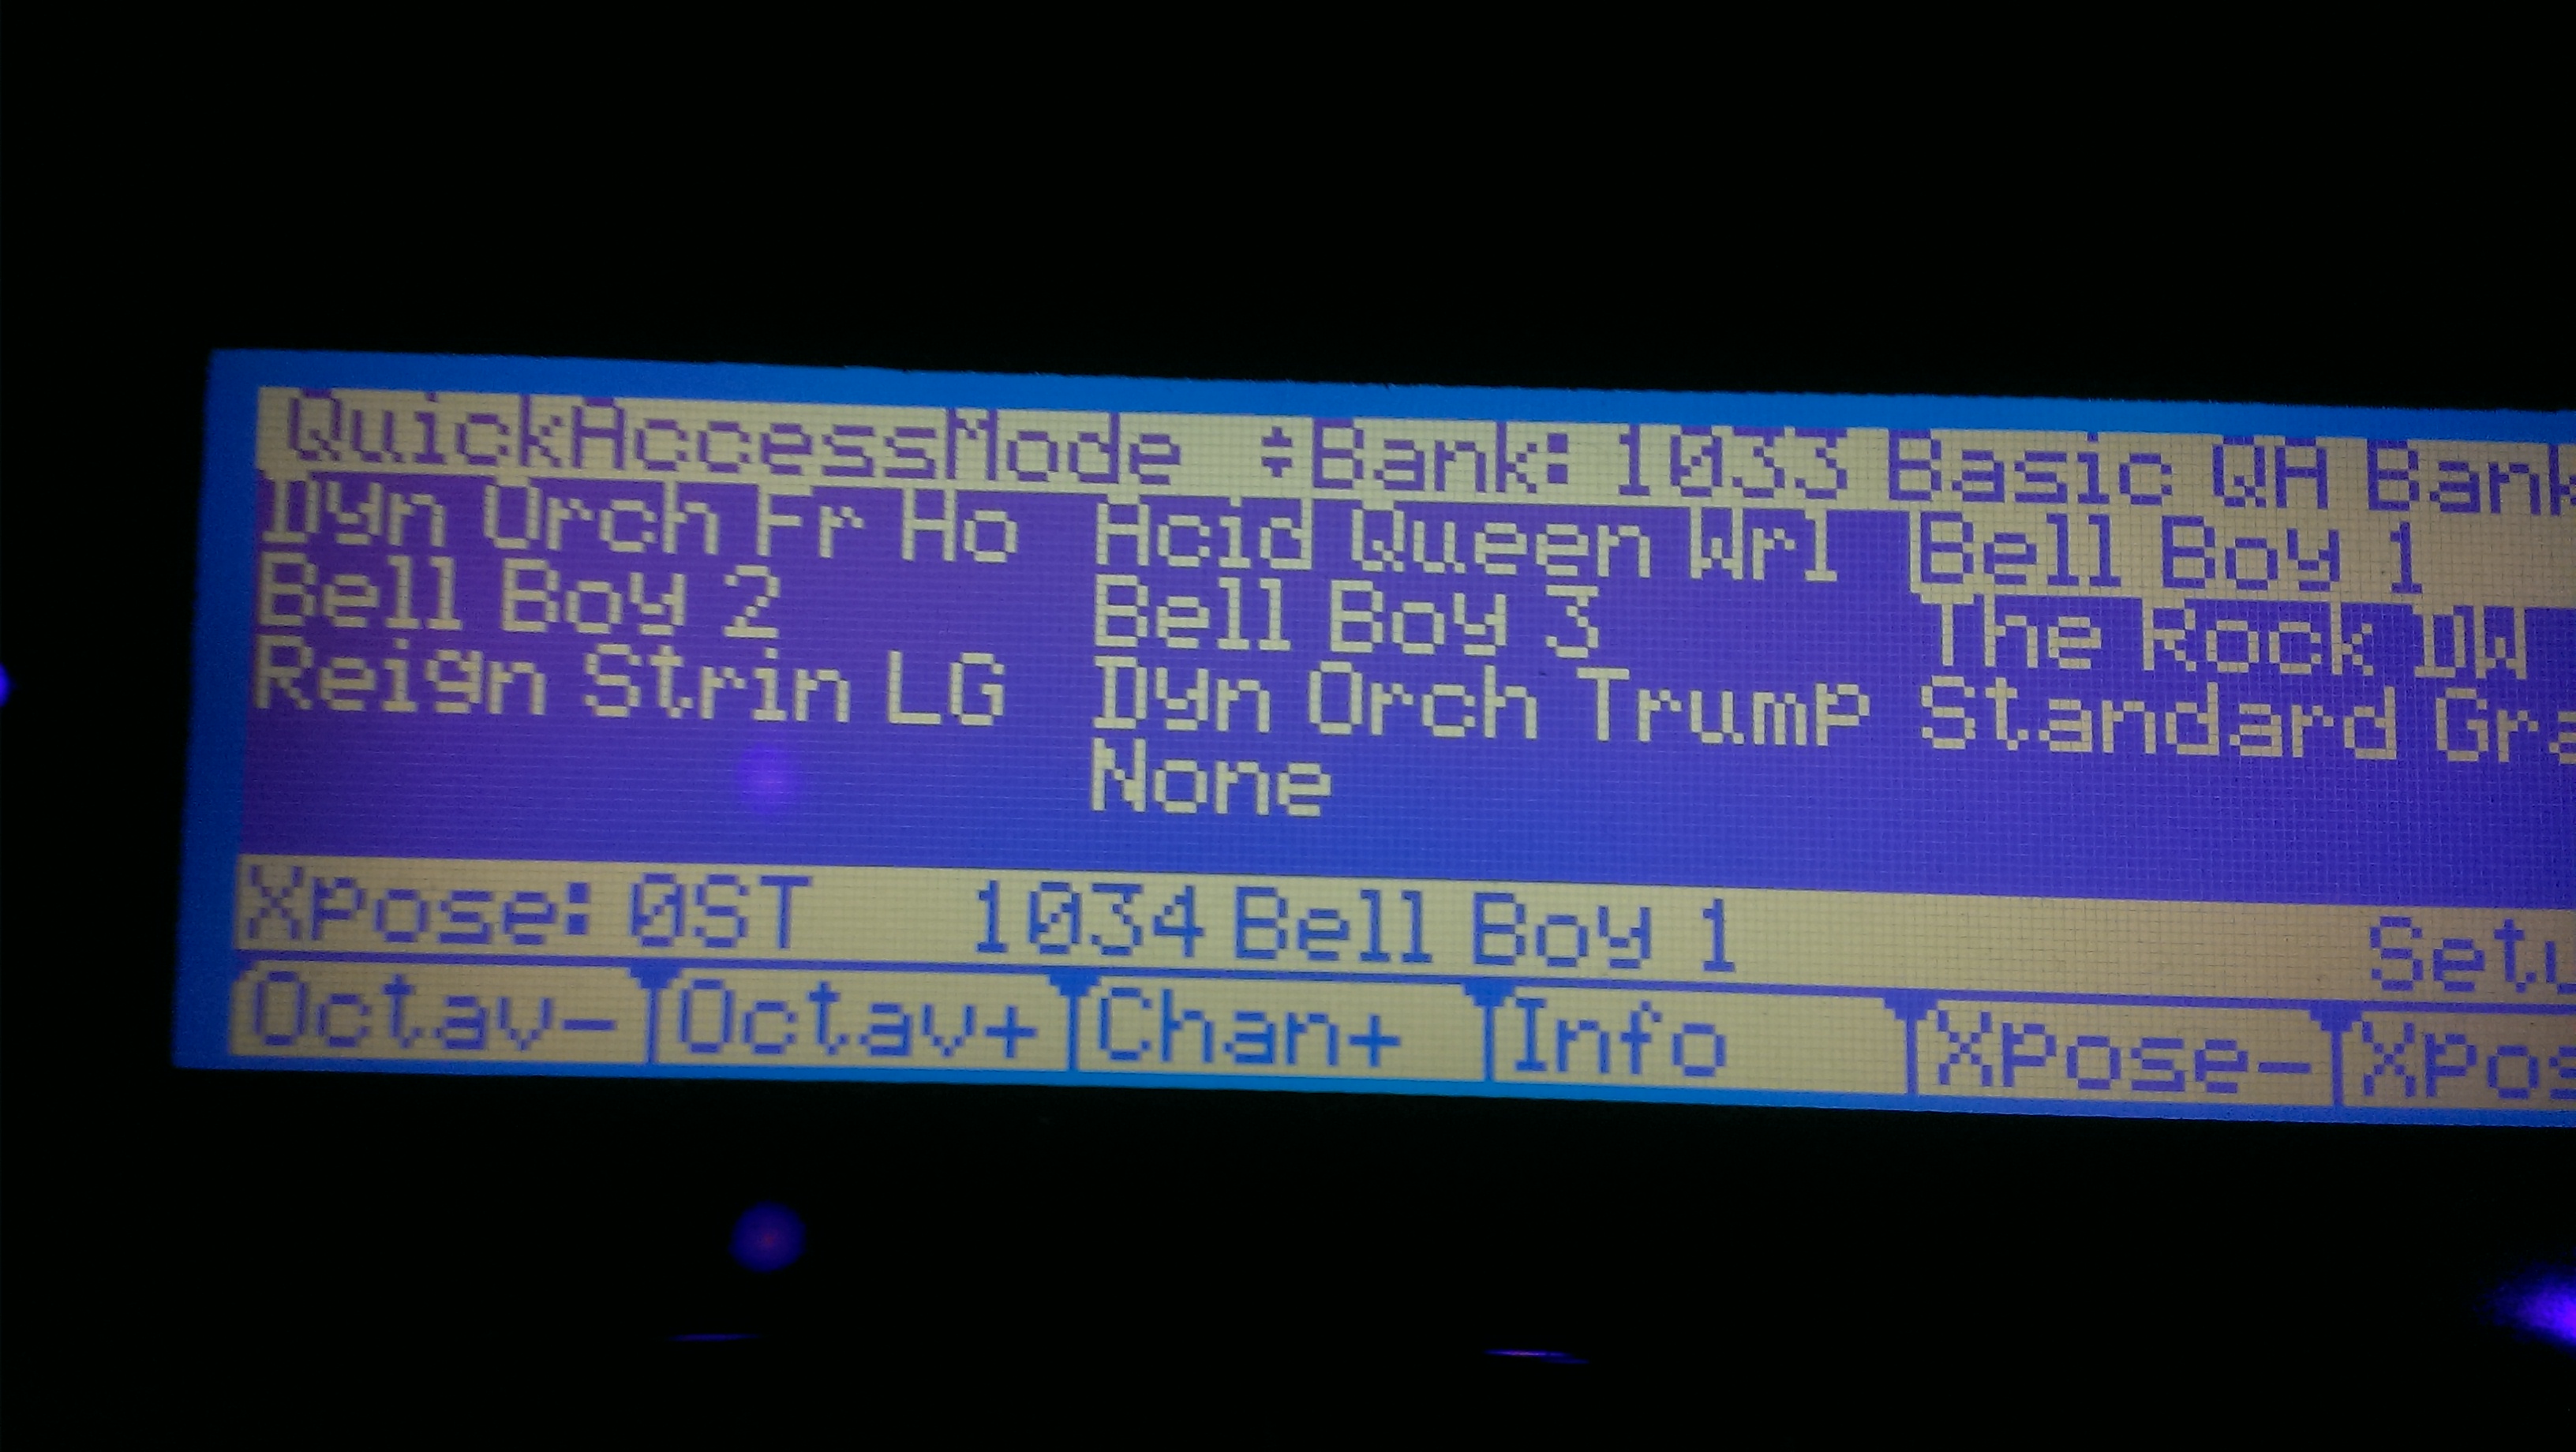 QuickAccessMode ÷Bank: 1033 Basic QA Bank
Dyn Orch Fr Ho Acid Queen Wrl Bell Boy 1
Bell Boy 2 Bell Boy 3 The Rock DW
Reign Strin LG Dyn Orch Trump Standard Gra
None
Xpose: 0ST 1034 Bell Boy 1 Setu
Octav- Octav+ Chan+ Info Xpose- Xpos